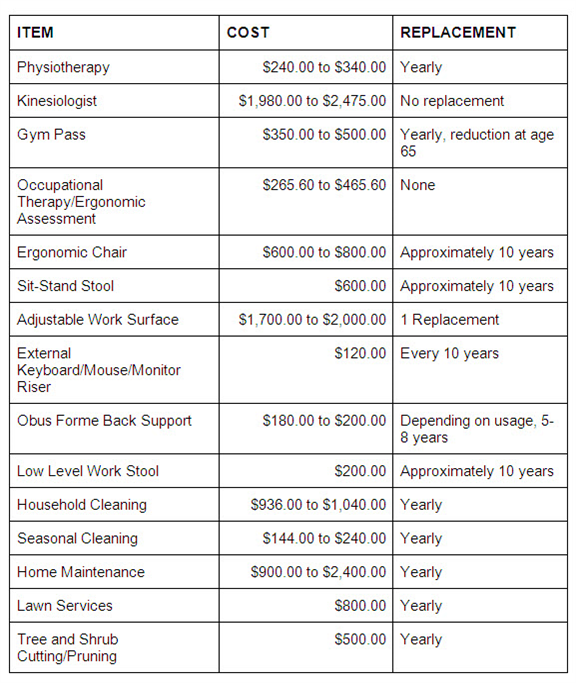 ITEM COST REPLACEMENT
Physiotherapy $240.00 to $340.00 Yearly
Kinesiologist $1,980.00 to $2,475.00 No replacement
Gym Pass $350.00 to $500.00 Yearly, reduction at age
65
Occupational $265.60 to $465.60 None
Therapy/Ergonomic
Assessment
Ergonomic Chair $600.00 to $800.00 Approximately 10 years
Sit-Stand Stool $600.00 Approximately 10 years
Adjustable Work Surface $1,700.00 to $2,000.00 1 Replacement
External $120.00 Every 10 years
Keyboard/Mouse/Monitor
Riser
Obus Forme Back Support $180.00 to $200.00 Depending on usage, 5-
8 years
Low Level Work Stool $200.00 Approximately 10 years
Household Cleaning $936.00 to $1,040.00 Yearly
Seasonal Cleaning $144.00 to $240.00 Yearly
Home Maintenance $900.00 to $2,400.00 Yearly
Lawn Services $800.00 Yearly
Tree and Shrub $500.00 Yearly
Cutting/Pruning